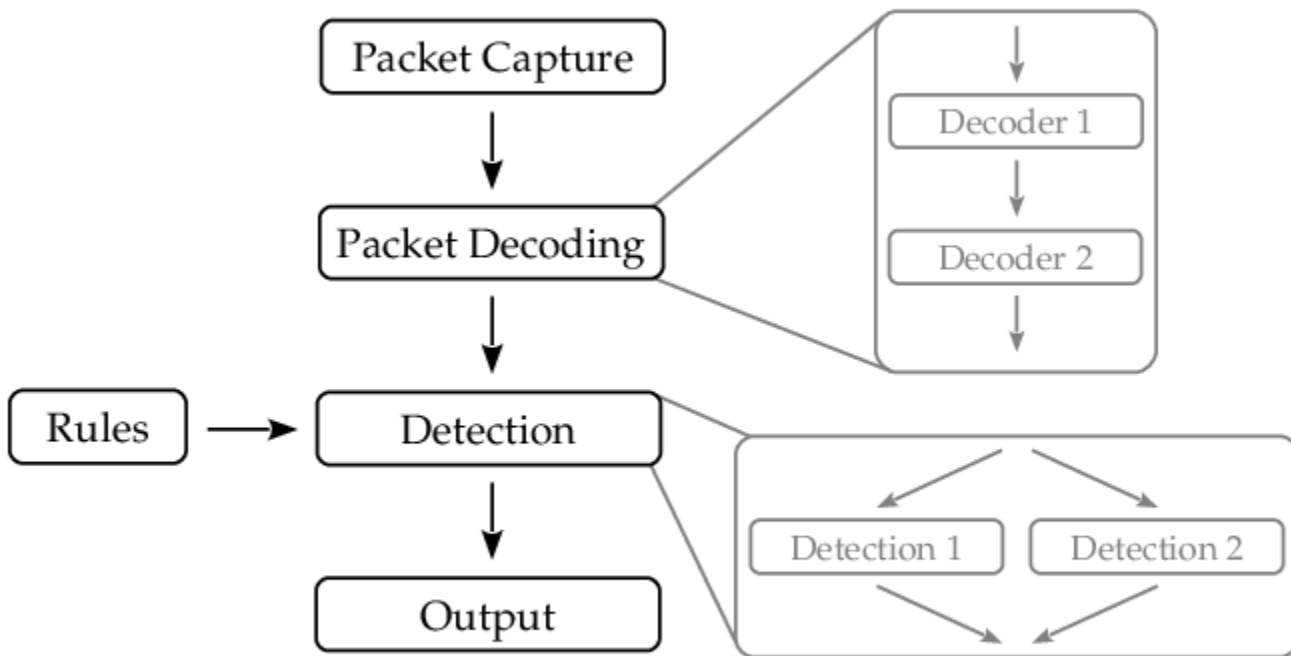 Packet Capture
Decoder 1
Packet Decoding
Decoder 2
Rules
Detection
Detection 1
Detection 2
Output